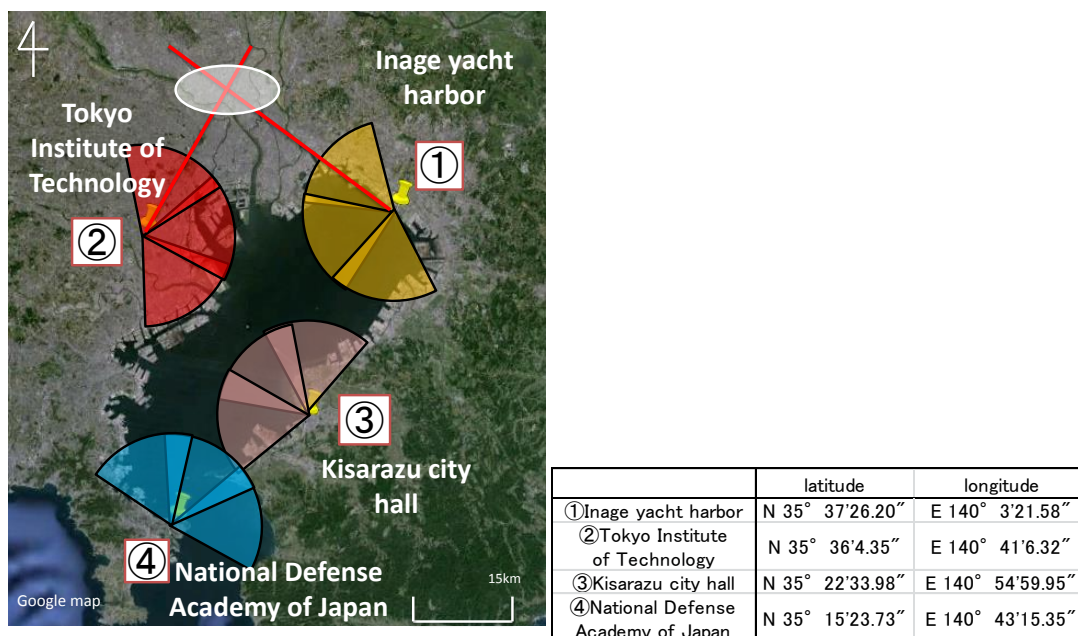 Inage yacht
harbor
①
Tokyo
Institute of
Technology
②
③
Kisarazu city
hall
④
National Defense
Academy of Japan
Google map
15km
latitude longitude
①Inage yacht harbor N 35° 37'26.20″ E 140° 3'21.58″
②Tokyo Institute
of Technology N 35° 36'4.35″ E 140° 41'6.32″
③Kisarazu city hall N 35° 22'33.98″ E 140° 54'59.95″
④National Defense
Academy of Japan N 35° 15'23.73″ E 140° 43'15.35″